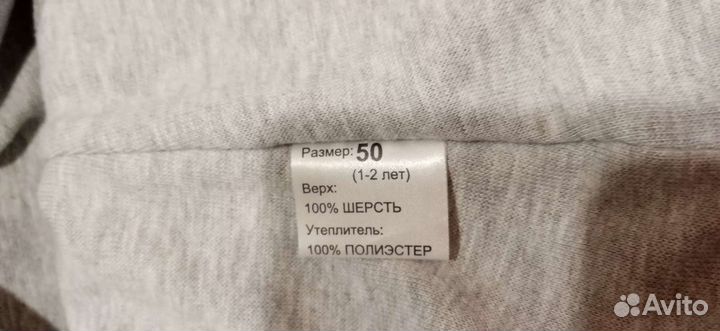 Размер: 50
(1-2 лет)
Верх:
100% ШЕРСТЬ
Утеплитель:
100% ПОЛИЭСТЕР
Avito